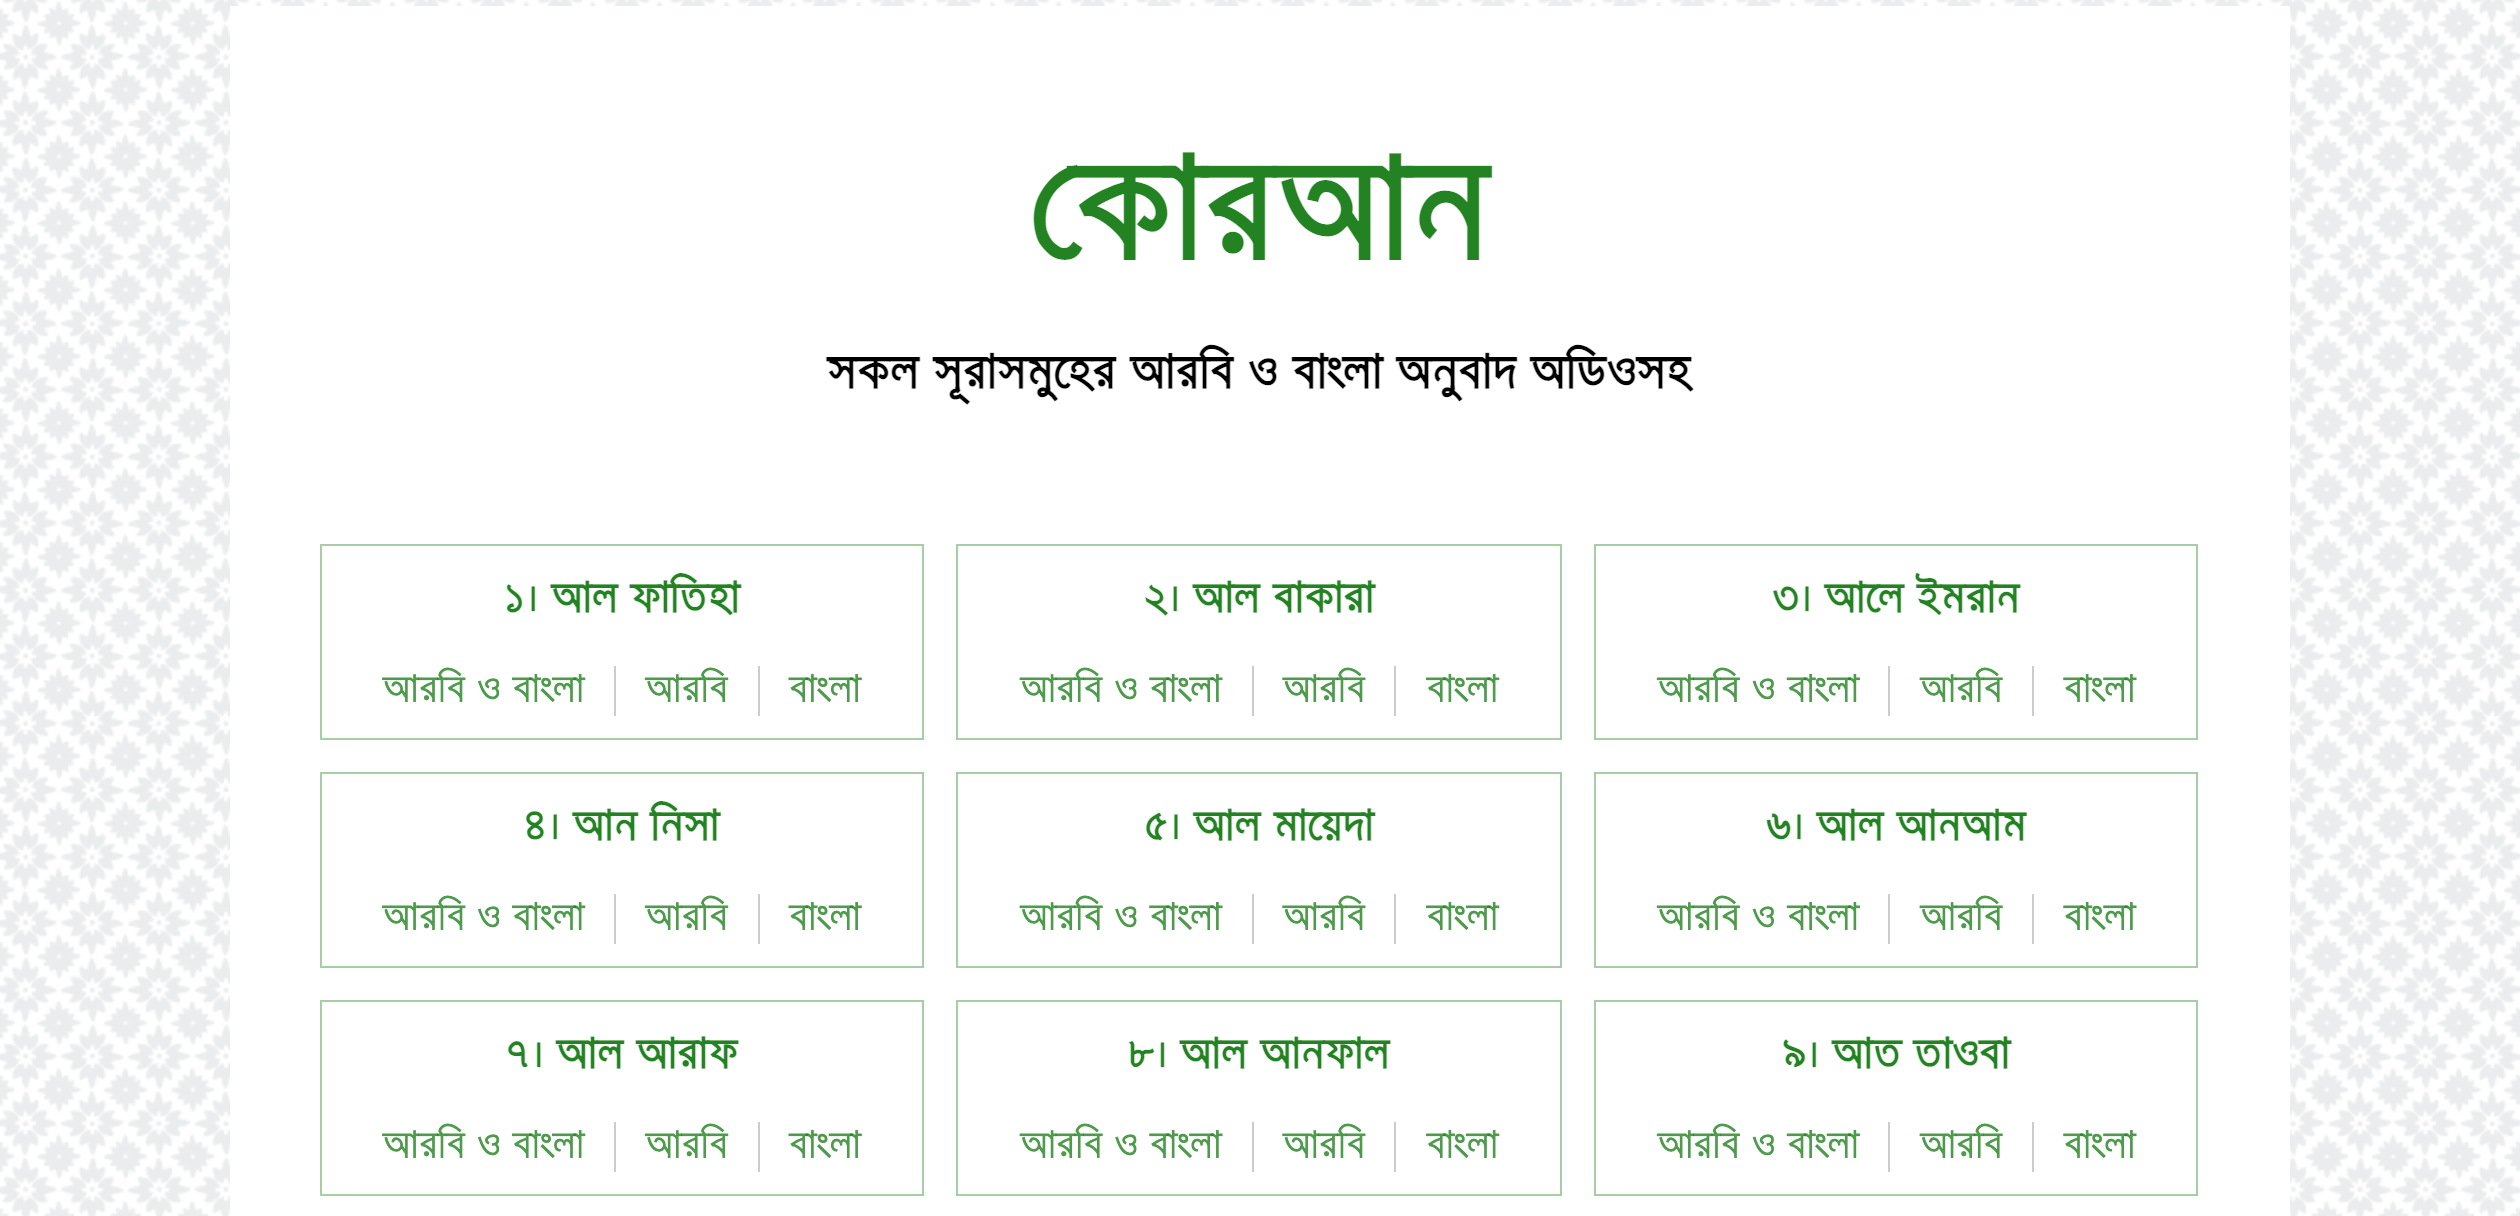 কোরআন
সকল সূরাসমুহের আরবি ও বাংলা অনুবাদ অডিওসহ
১। আল ফাতিহা
আরবি ও বাংলা | আরবি | বাংলা
২। আল বাকারা
আরবি ও বাংলা | আরবি | বাংলা
৩। আলে ইমরান
আরবি ও বাংলা | আরবি | বাংলা
৪। আন নিসা
আরবি ও বাংলা | আরবি | বাংলা
৫। আল মায়েদা
আরবি ও বাংলা | আরবি | বাংলা
৬। আল আনআম
আরবি ও বাংলা | আরবি | বাংলা
৭। আল আরাফ
আরবি ও বাংলা | আরবি | বাংলা
৮। আল আনফাল
আরবি ও বাংলা | আরবি | বাংলা
৯। আত তাওবা
আরবি ও বাংলা | আরবি | বাংলা